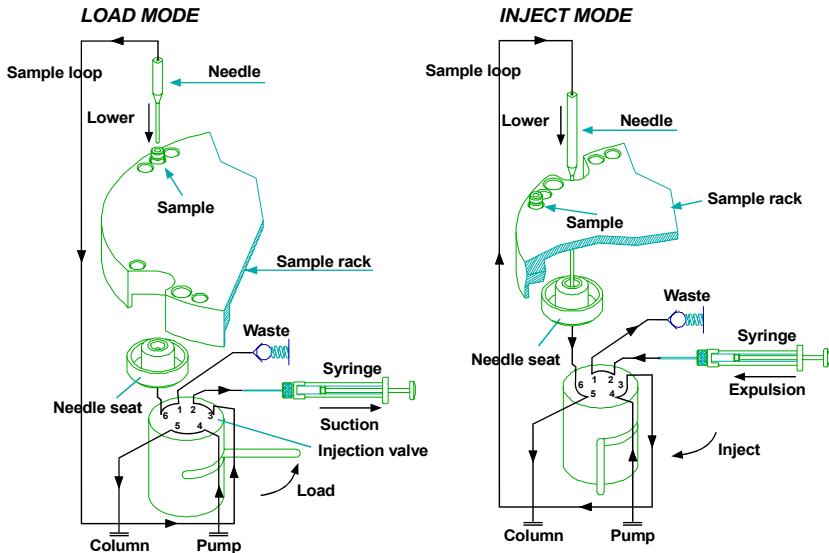 LOAD MODE
Sample loop
Needle
Lower
Sample
Sample rack
Waste
Syringe
Needle seat
Suction
6 1 2 3
5 4
Injection valve
Load
Column
Pump
INJECT MODE
Sample loop
Lower
Needle
Sample rack
Sample
Waste
Syringe
Needle seat
Expulsion
6 1 2 3
5 4
Inject
Column
Pump